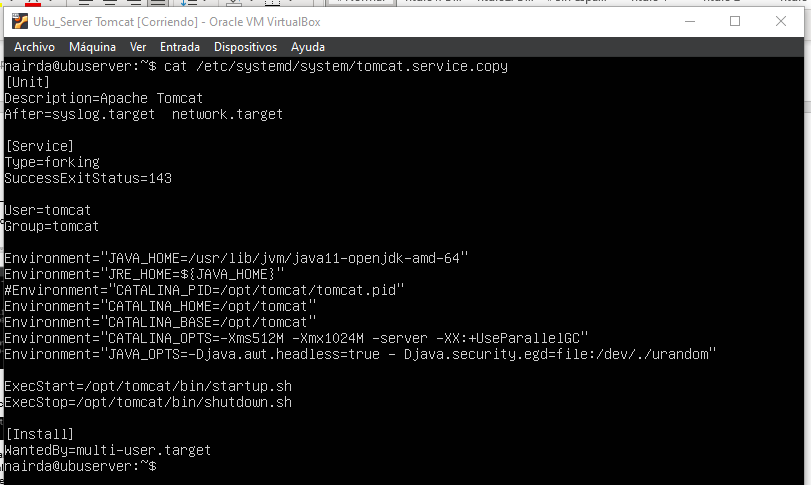 Ubu_Server Tomcat [Corriendo] - Oracle VM VirtualBox
Archivo Máquina Ver Entrada Dispositivos Ayuda
nairda@ubuserver:~$ cat /etc/systemd/system/tomcat.service.copy
[Unit]
Description=Apache Tomcat
After=syslog.target  network.target
[Service]
Type=forking
SuccessExitStatus=143
User=tomcat
Group=tomcat
Environment="JAVA_HOME=/usr/lib/jvm/java11-openjdk-amd-64"
Environment="JRE_HOME=${JAVA_HOME}"
#Environment="CATALINA_PID=/opt/tomcat/tomcat.pid"
Environment="CATALINA_HOME=/opt/tomcat"
Environment="CATALINA_BASE=/opt/tomcat"
Environment="CATALINA_OPTS=-Xms512M -Xmx1024M -server -XX:+UseParallelGC"
Environment="JAVA_OPTS=-Djava.awt.headless=true - Djava.security.egd=file:/dev/./urandom"
ExecStart=/opt/tomcat/bin/startup.sh
ExecStop=/opt/tomcat/bin/shutdown.sh
[Install]
WantedBy=multi-user.target
nairda@ubuserver:~$